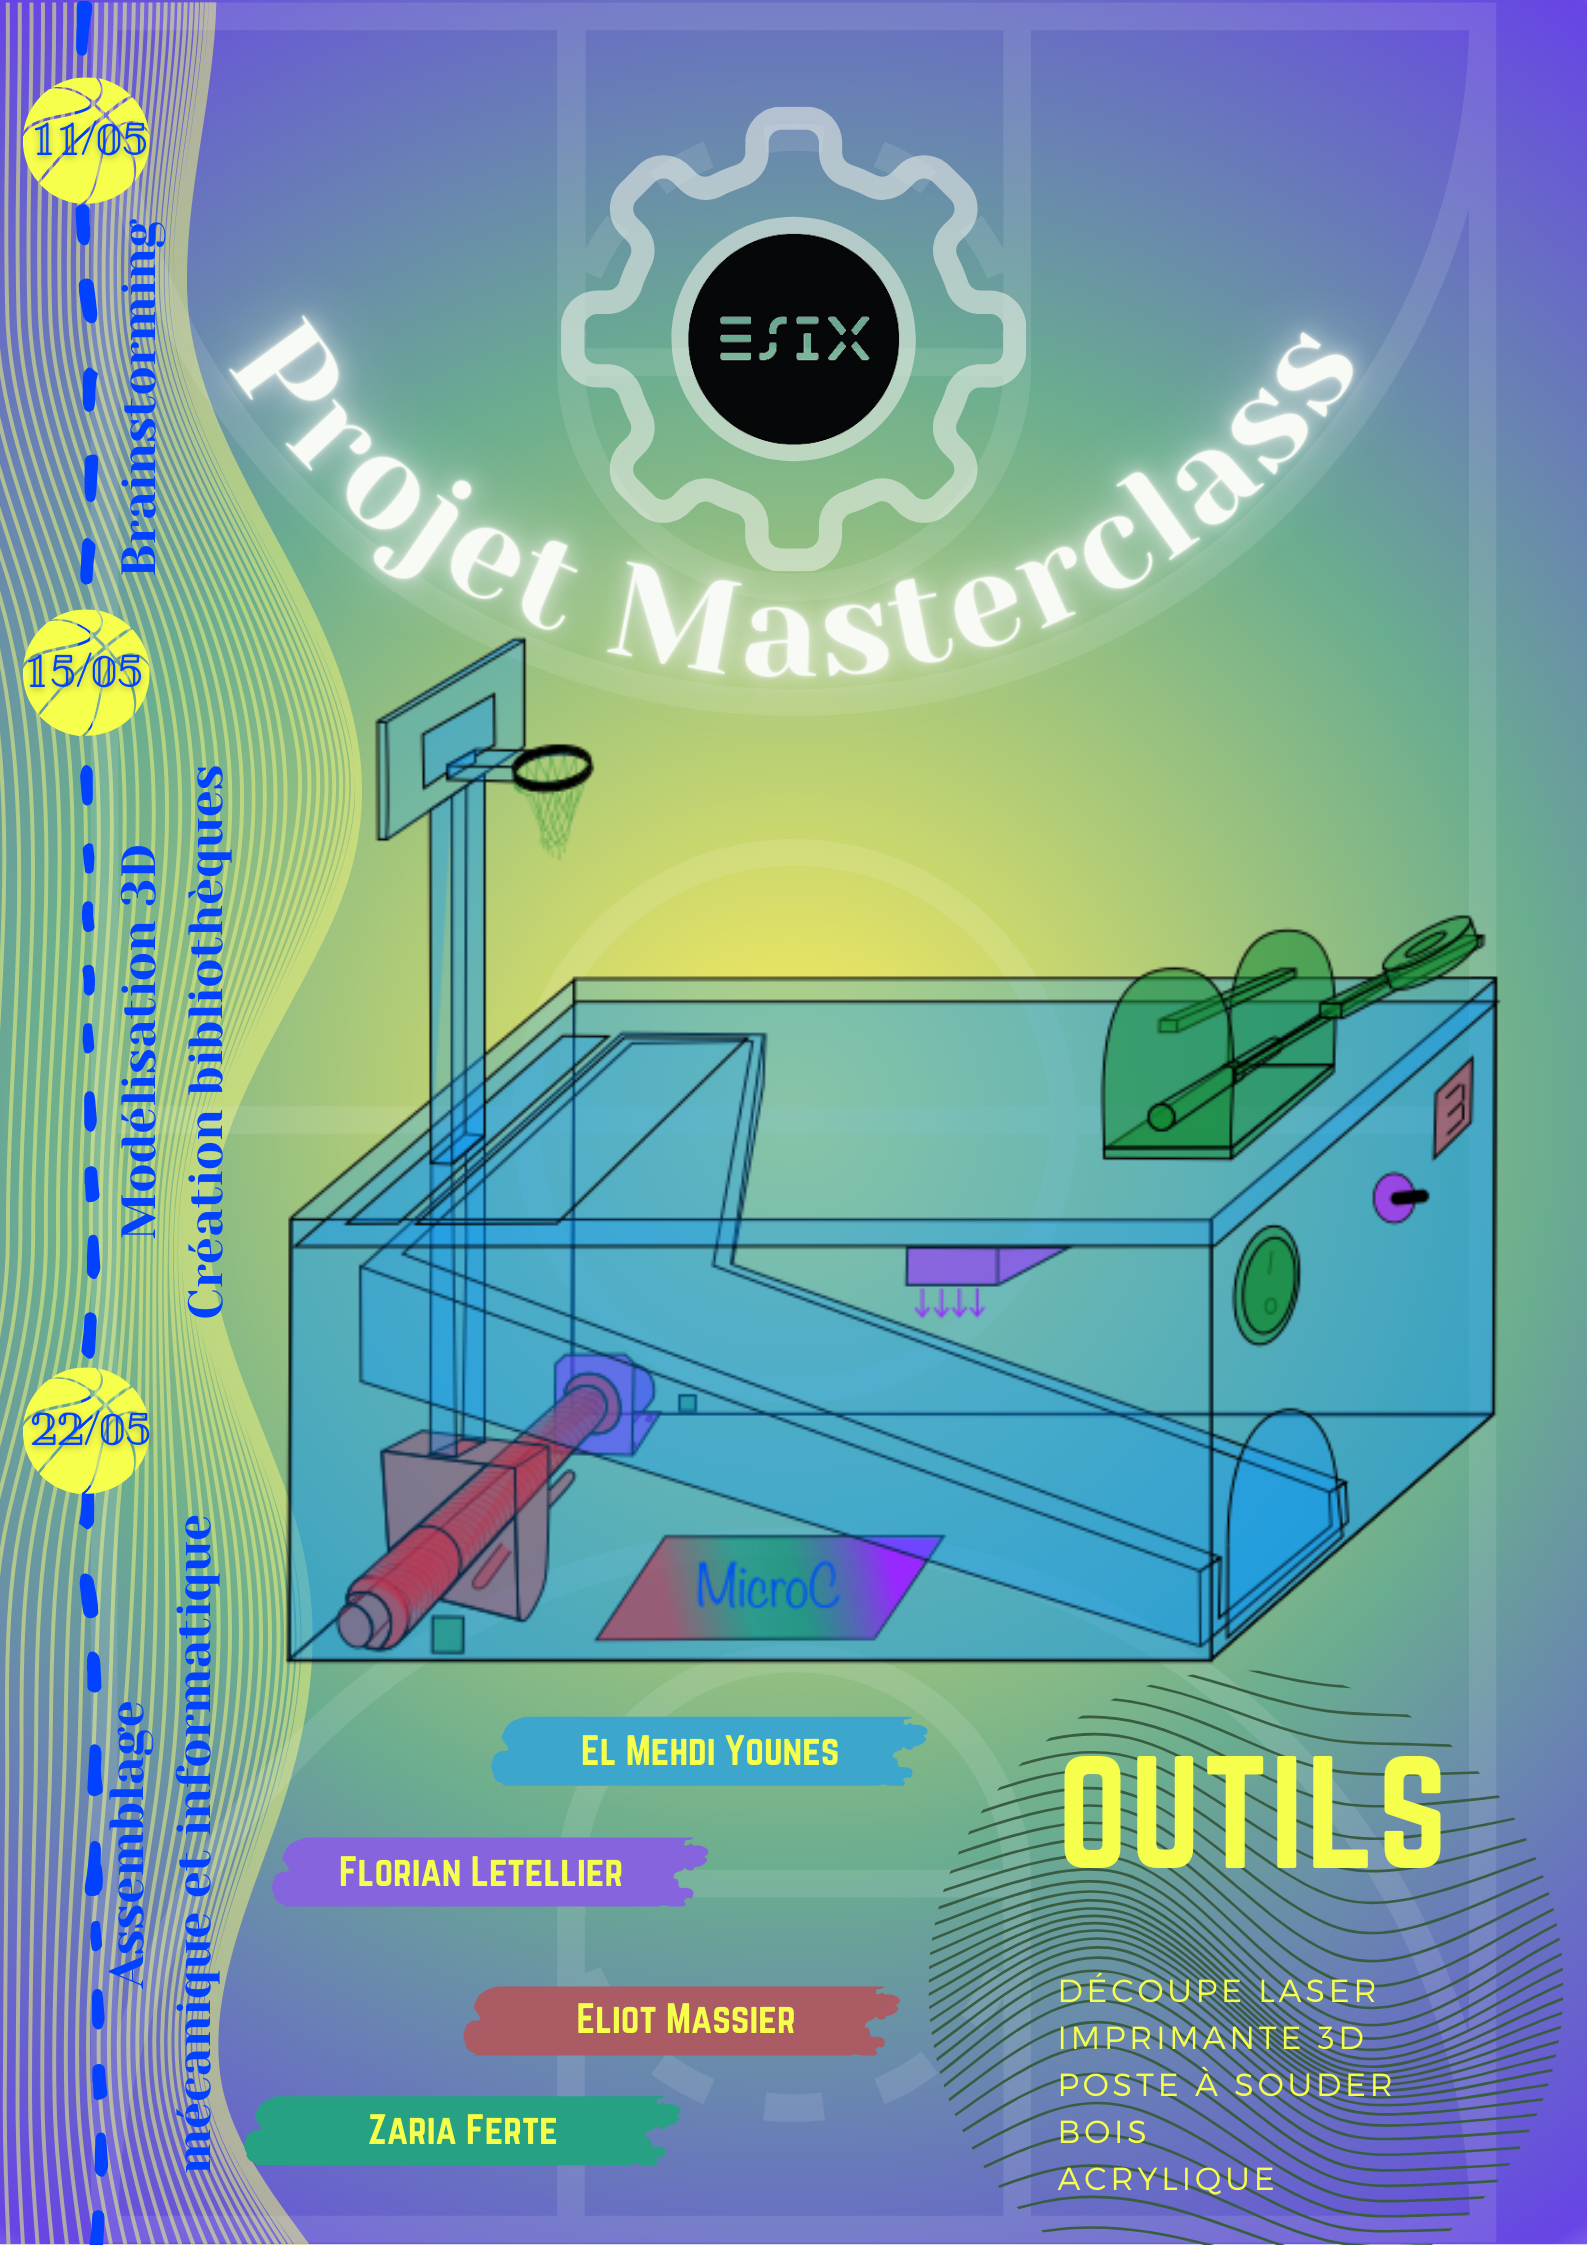 ESIX
Projet Masterclass
11/05
Brainstorming
15/05
Modélisation 3D
Création bibliothèques
22/05
Assemblage
mécanique et informatique
3
I
O
MicroC
El Mehdi Younes
Florian Letellier
Eliot Massier
Zaria Ferte
OUTILS
DÉCOUPE LASER
IMPRIMANTE 3D
POSTE À SOUDER
BOIS
ACRYLIQUE